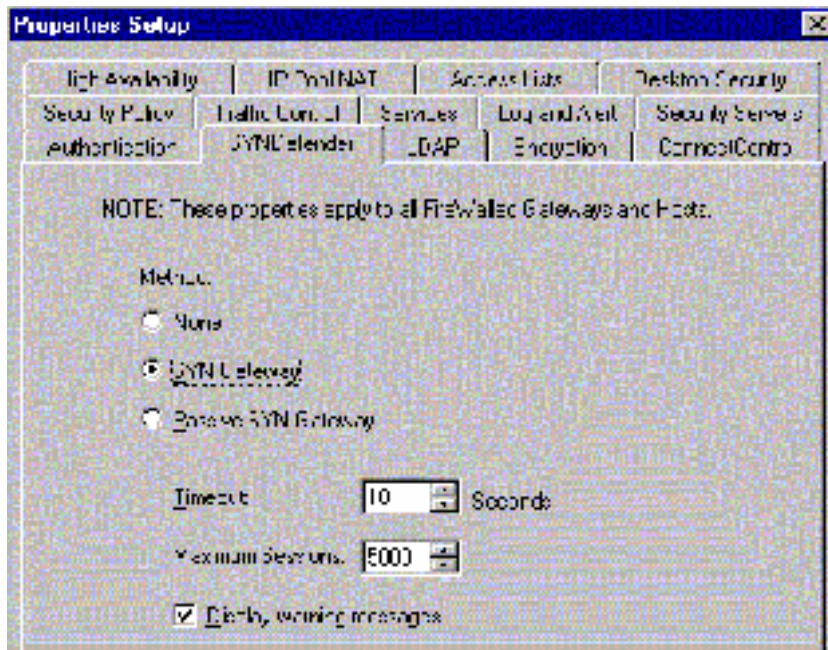 Properties Setup
High Availability IP Pool NAT Access Lists Desktop Security
Security Policy Traffic Control Services Log and Alert Security Servers
Authentication SYNDefender LDAP Encryption ConnectControl
NOTE: These properties apply to all FireWalled Gateways and Hosts.
Method:
None
SYN Gateway
Passive SYN Gateway
Timeout: 10 Seconds
Maximum Sessions: 5000
Display warning messages